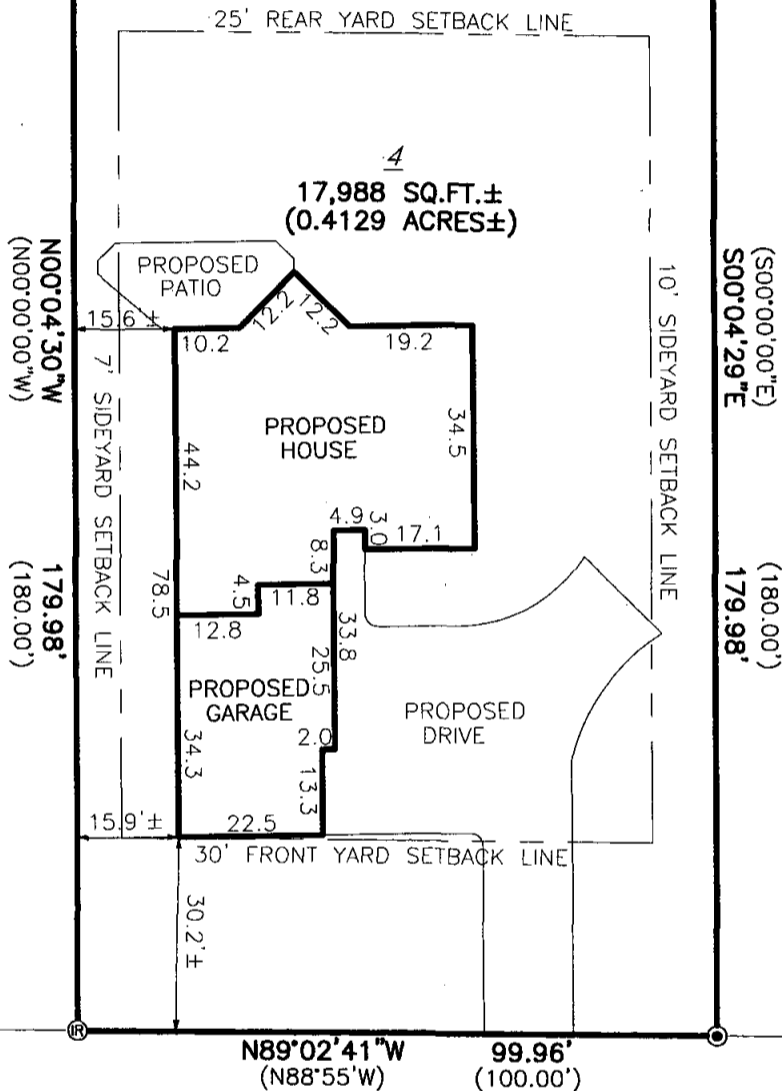 25' REAR YARD SETBACK LINE
4
17,988 SQ.FT.±
(0.4129 ACRES±)
PROPOSED
PATIO
N00°04'30"W
(N00°00'00"W)
(S00°00'00"E)
S00°04'29"E
15.6'±
10.2
12.2
12.2
19.2
7' SIDEYARD SETBACK LINE
10' SIDEYARD SETBACK LINE
PROPOSED
HOUSE
34.5
44.2
4.9
3.0
17.1
8.3
78.5
4.5
11.8
12.8
33.8
25.5
179.98'
(180.00')
(180.00')
179.98'
PROPOSED
GARAGE
PROPOSED
DRIVE
34.3
2.0
13.3
15.9'±
22.5
30' FRONT YARD SETBACK LINE
30.2'±
IR
N89°02'41"W 99.96'
(N88°55'W) (100.00')